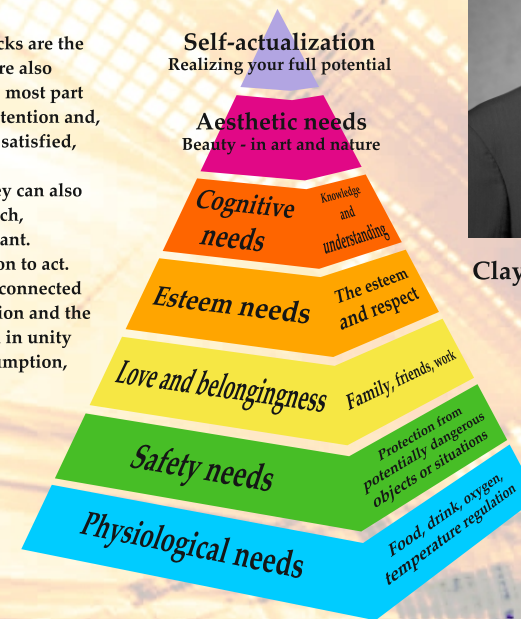 cks are the
re also
most part
tention and,
satisfied,
ey can also
ch,
ant.
on to act.
connected
ion and the
in unity
umption,
Self-actualization
Realizing your full potential
Aesthetic needs
Beauty - in art and nature
Cognitive
needs
Knowledge
and
understanding
Esteem needs
The esteem
and respect
Love and belongingness
Family, friends, work
Safety needs
Protection from
potentially dangerous
objects or situations
Physiological needs
Food, drink, oxygen,
temperature regulation
Clay